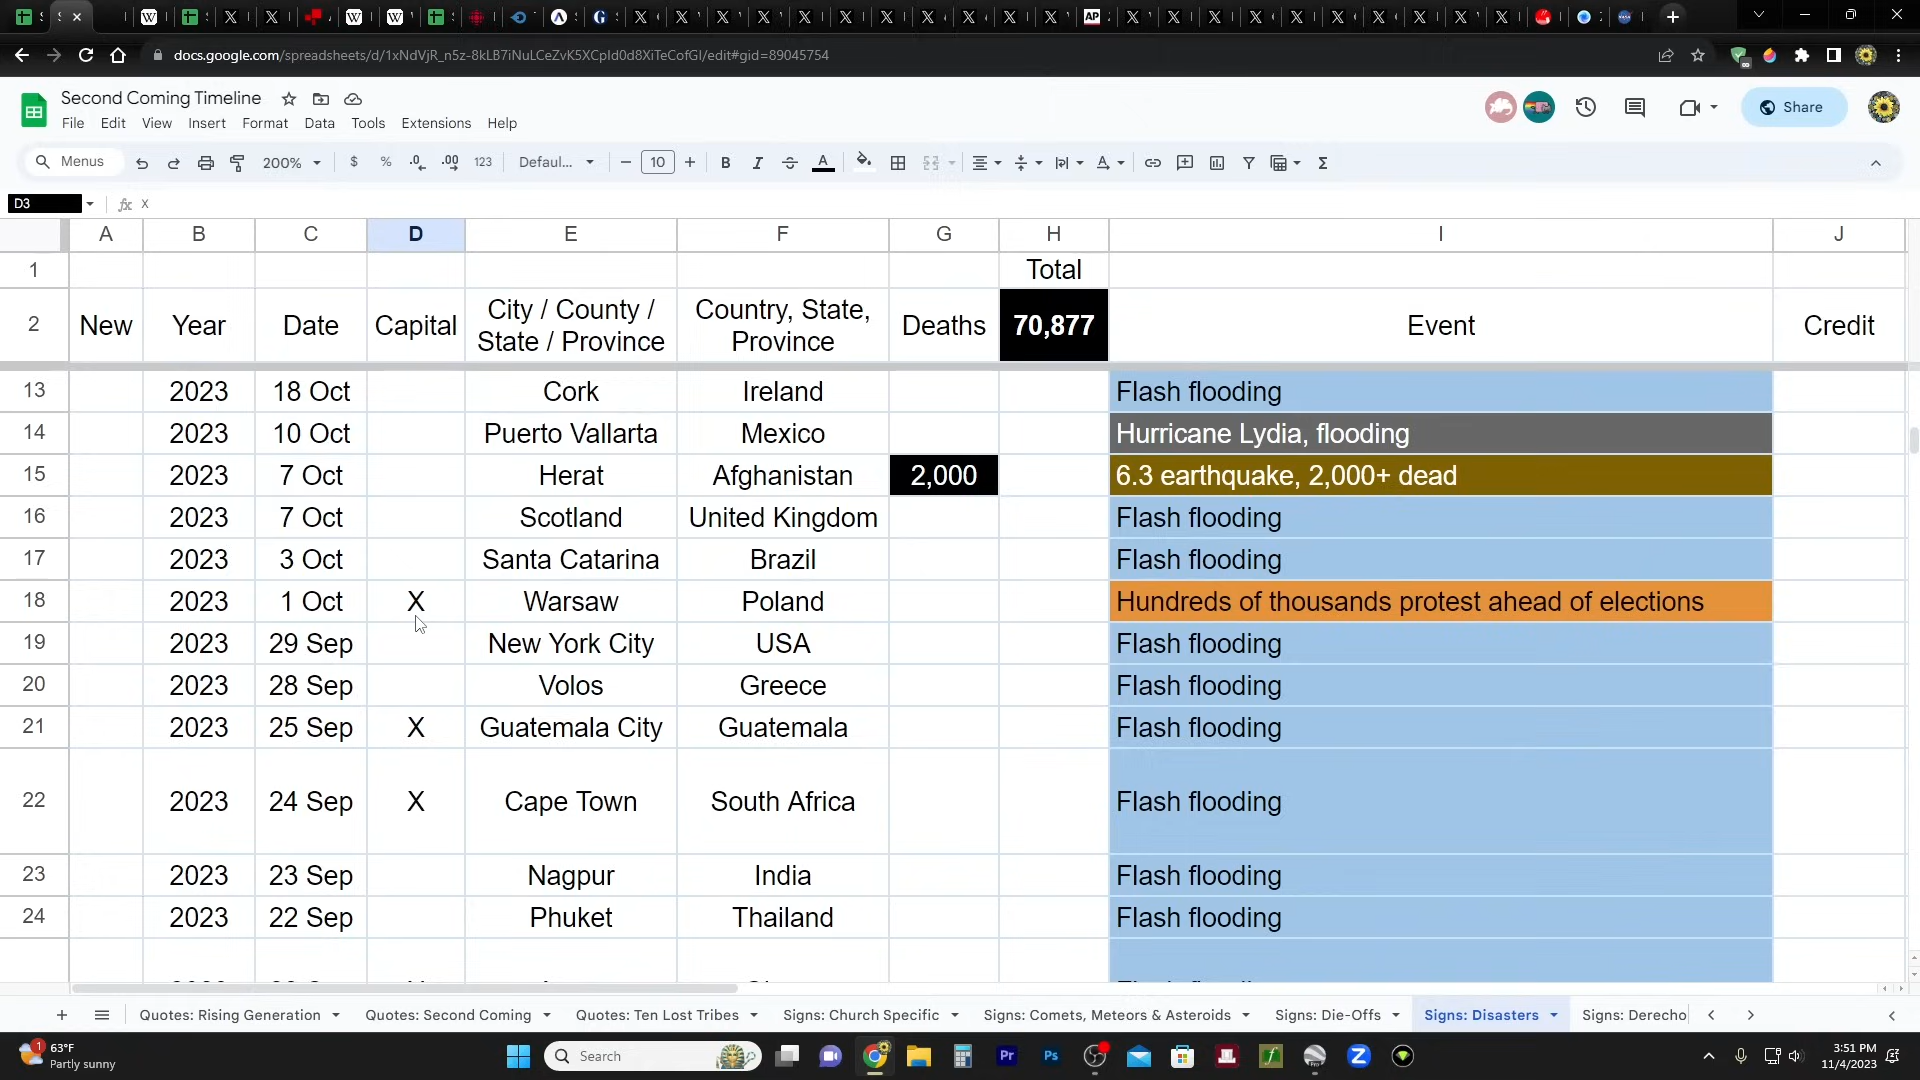 docs.google.com/spreadsheets/d/1xNdVjR_n5z-8kLB7iNuLCeZvK5XCpId0d8XiTeCofGI/edit#gid=89045754
Second Coming Timeline
Share
File Edit View Insert Format Data Tools Extensions Help
Menus 200% $ % .0 .00 123 Defaul... 10 B I A
D3 fx X
A B C D E F G H I J
1 Total
2 New Year Date Capital City / County / State / Province Country, State, Province Deaths 70,877 Event Credit
13 2023 18 Oct Cork Ireland Flash flooding
14 2023 10 Oct Puerto Vallarta Mexico Hurricane Lydia, flooding
15 2023 7 Oct Herat Afghanistan 2,000 6.3 earthquake, 2,000+ dead
16 2023 7 Oct Scotland United Kingdom Flash flooding
17 2023 3 Oct Santa Catarina Brazil Flash flooding
18 2023 1 Oct X Warsaw Poland Hundreds of thousands protest ahead of elections
19 2023 29 Sep New York City USA Flash flooding
20 2023 28 Sep Volos Greece Flash flooding
21 2023 25 Sep X Guatemala City Guatemala Flash flooding
22 2023 24 Sep X Cape Town South Africa Flash flooding
23 2023 23 Sep Nagpur India Flash flooding
24 2023 22 Sep Phuket Thailand Flash flooding
Quotes: Rising Generation Quotes: Second Coming Quotes: Ten Lost Tribes Signs: Church Specific Signs: Comets, Meteors & Asteroids Signs: Die-Offs Signs: Disasters Signs: Derecho
1 63°F
Partly sunny
Search
Pr Ps
3:51 PM
11/4/2023